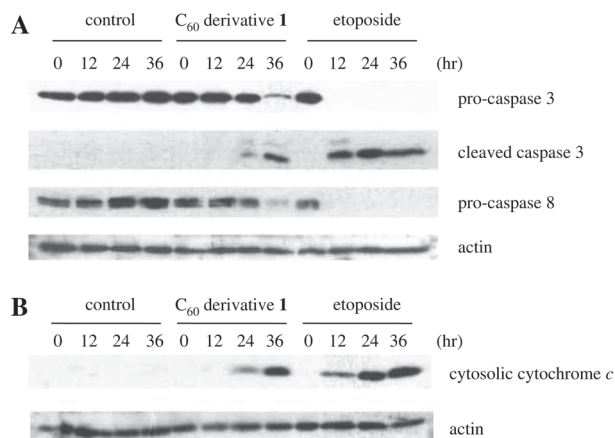 A
control C₆₀ derivative 1 etoposide
0 12 24 36 0 12 24 36 0 12 24 36 (hr)
pro-caspase 3
cleaved caspase 3
pro-caspase 8
actin
B
control C₆₀ derivative 1 etoposide
0 12 24 36 0 12 24 36 0 12 24 36 (hr)
cytosolic cytochrome c
actin